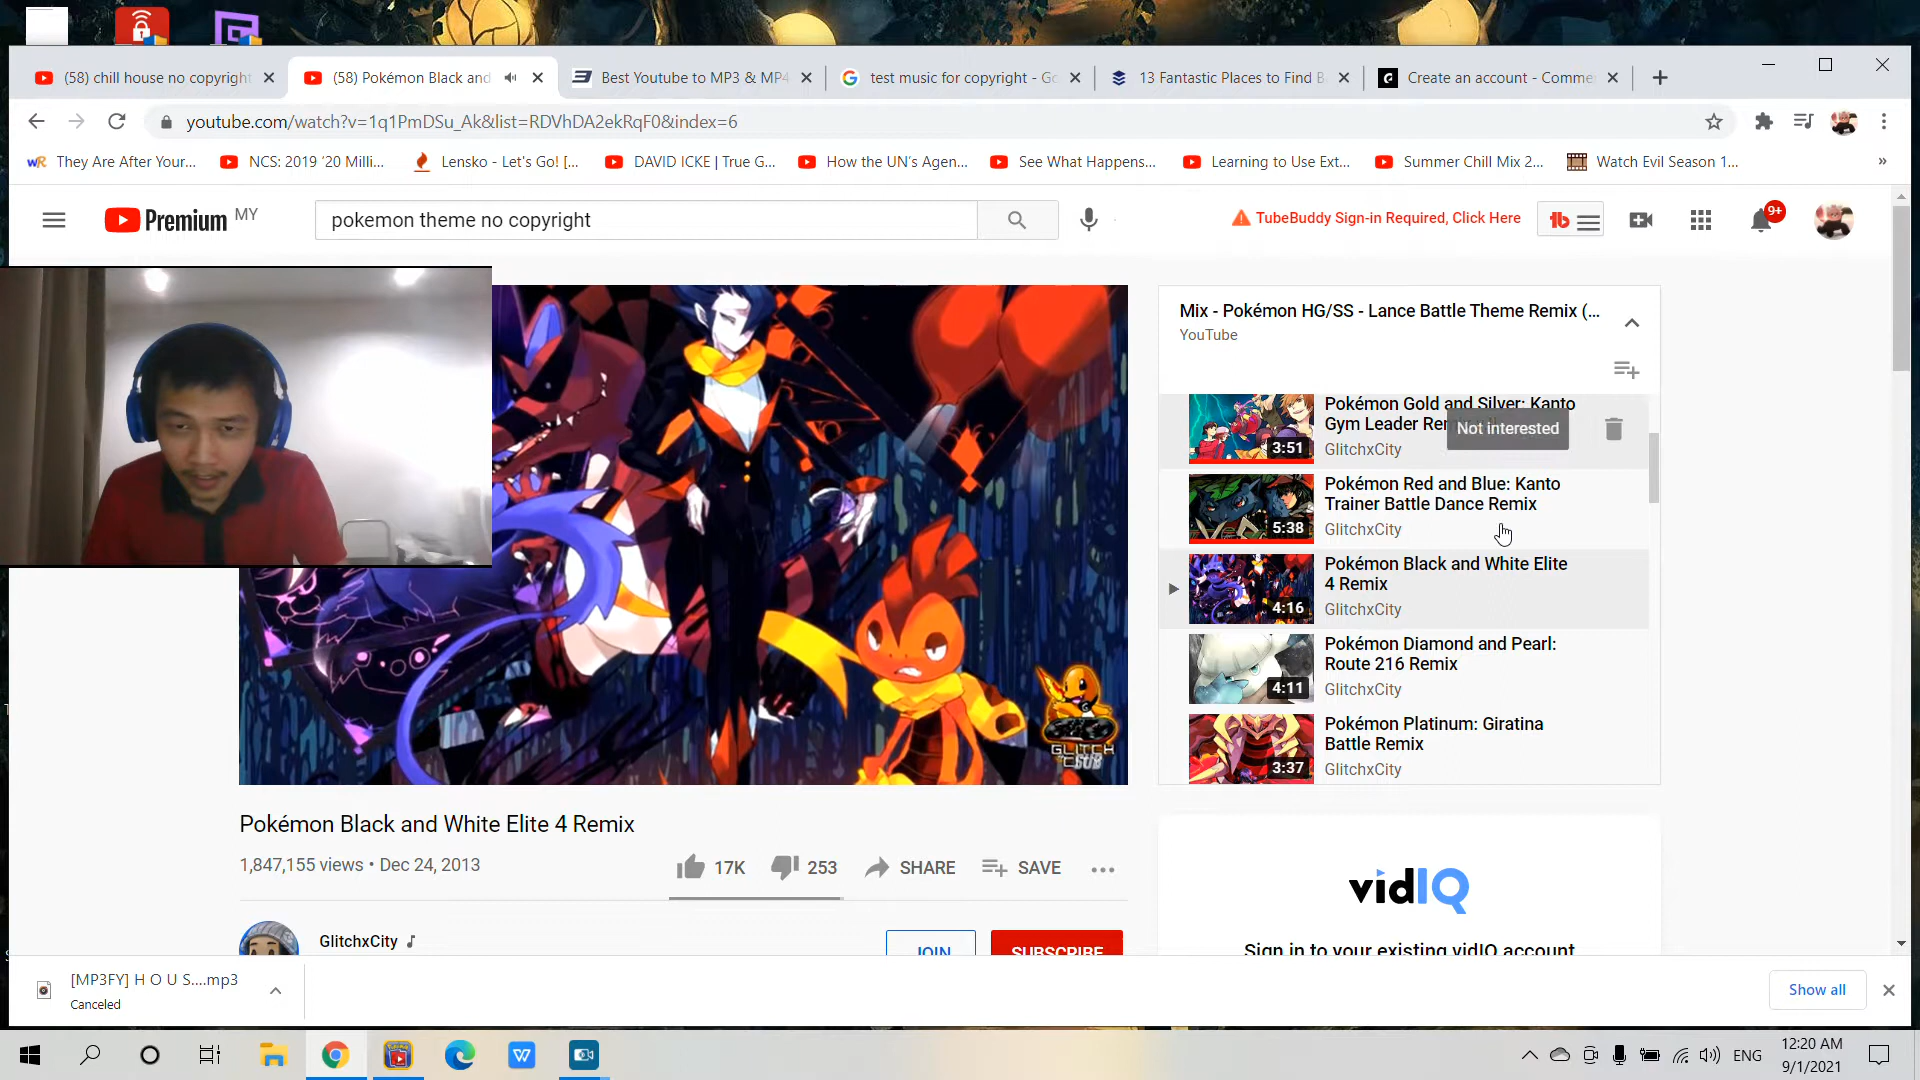 (58) chill house no copyright
(58) Pokémon Black and
Best Youtube to MP3 & MP4
test music for copyright - Go
13 Fantastic Places to Find B
Create an account - Comme
youtube.com/watch?v=1q1PmDSu_Ak&list=RDVhDA2ekRqF0&index=6
They Are After Your...
NCS: 2019 '20 Milli...
Lensko - Let's Go! [...
DAVID ICKE | True G...
How the UN's Agen...
See What Happens...
Learning to Use Ext...
Summer Chill Mix 2...
Watch Evil Season 1...
Premium MY
pokemon theme no copyright
TubeBuddy Sign-in Required, Click Here
tb
9+
Mix - Pokémon HG/SS - Lance Battle Theme Remix (...
YouTube
Pokémon Gold and Silver: Kanto
Gym Leader Re
Not interested
3:51
GlitchxCity
Pokémon Red and Blue: Kanto
Trainer Battle Dance Remix
5:38
GlitchxCity
Pokémon Black and White Elite
4 Remix
4:16
GlitchxCity
Pokémon Diamond and Pearl:
Route 216 Remix
4:11
GlitchxCity
Pokémon Platinum: Giratina
Battle Remix
3:37
GlitchxCity
GLITCH
CLUB
Pokémon Black and White Elite 4 Remix
1,847,155 views • Dec 24, 2013
17K
253
SHARE
SAVE
GlitchxCity
JOIN
SUBSCRIBE
vidIQ
Sign in to your existing vidIQ account
[MP3FY] H O U S....mp3
Canceled
Show all
ENG
12:20 AM
9/1/2021